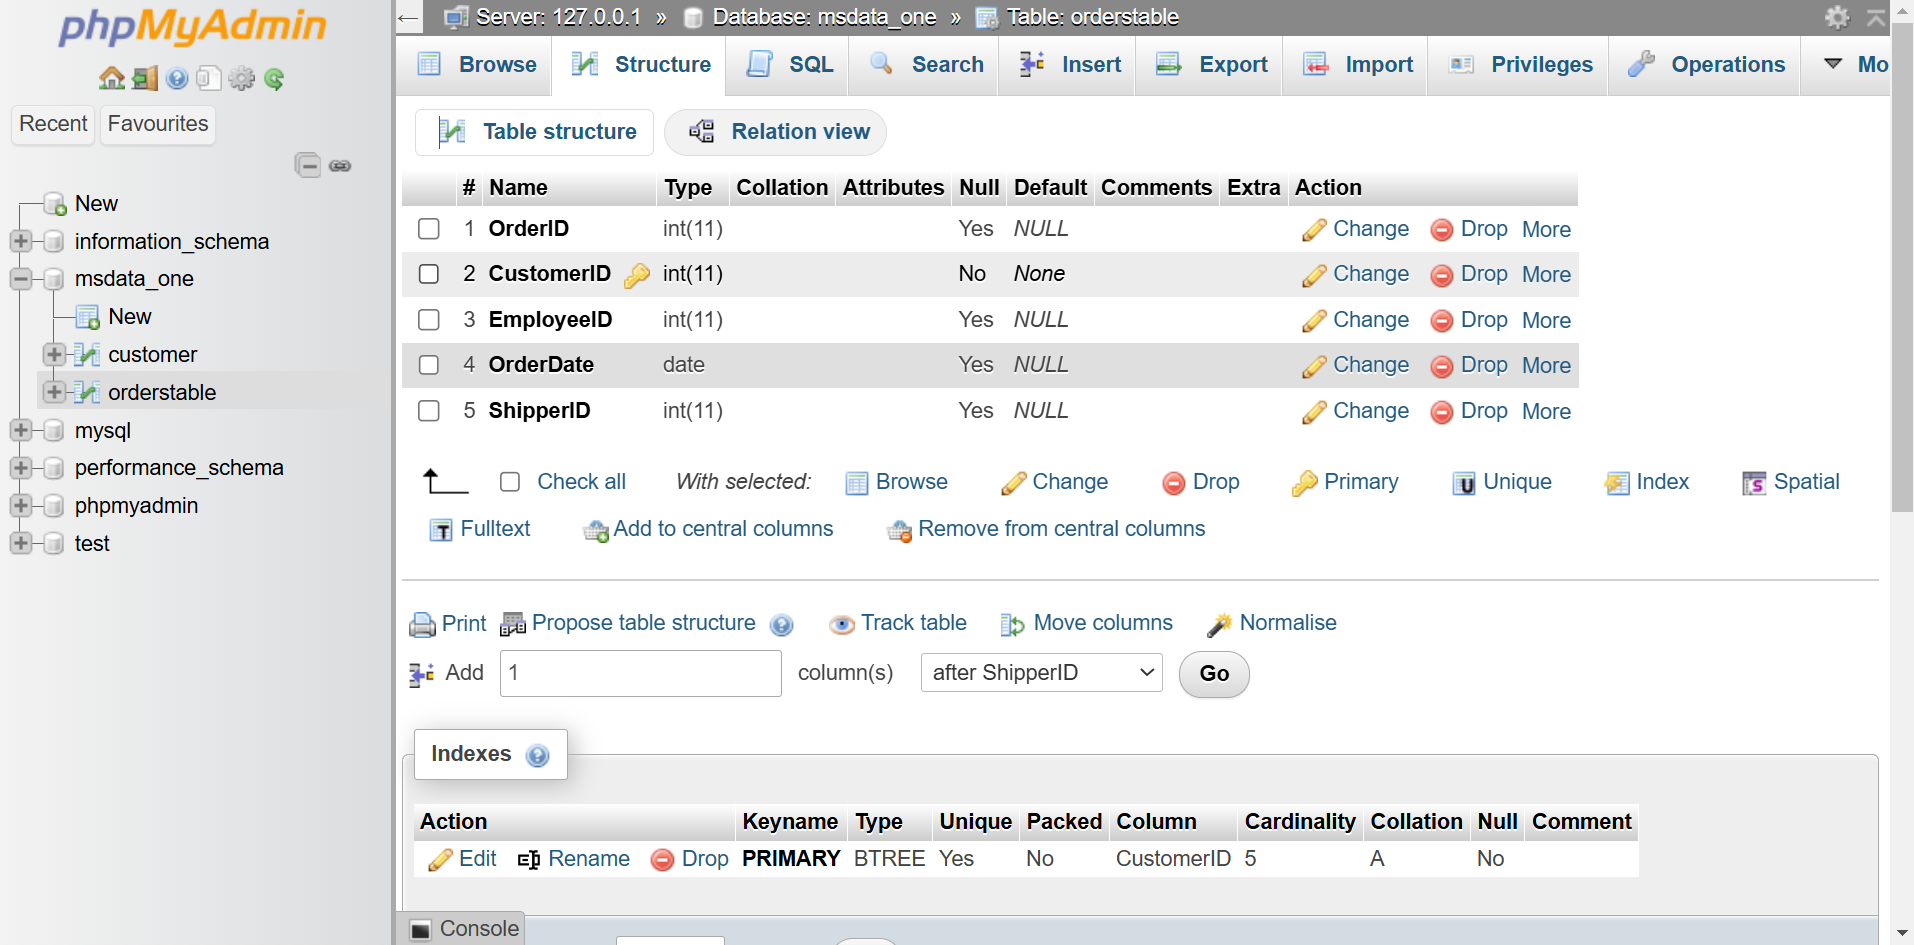 phpMyAdmin
Recent Favourites
New
information_schema
msdata_one
New
customer
orderstable
mysql
performance_schema
phpmyadmin
test
Server: 127.0.0.1 » Database: msdata_one » Table: orderstable
Browse Structure SQL Search Insert Export Import Privileges Operations Mo
Table structure Relation view
# Name Type Collation Attributes Null Default Comments Extra Action
1 OrderID int(11) Yes NULL Change Drop More
2 CustomerID int(11) No None Change Drop More
3 EmployeeID int(11) Yes NULL Change Drop More
4 OrderDate date Yes NULL Change Drop More
5 ShipperID int(11) Yes NULL Change Drop More
Check all With selected: Browse Change Drop Primary Unique Index Spatial
Fulltext Add to central columns Remove from central columns
Print Propose table structure Track table Move columns Normalise
Add 1 column(s) after ShipperID Go
Indexes
Action Keyname Type Unique Packed Column Cardinality Collation Null Comment
Edit Rename Drop PRIMARY BTREE Yes No CustomerID 5 A No
Console